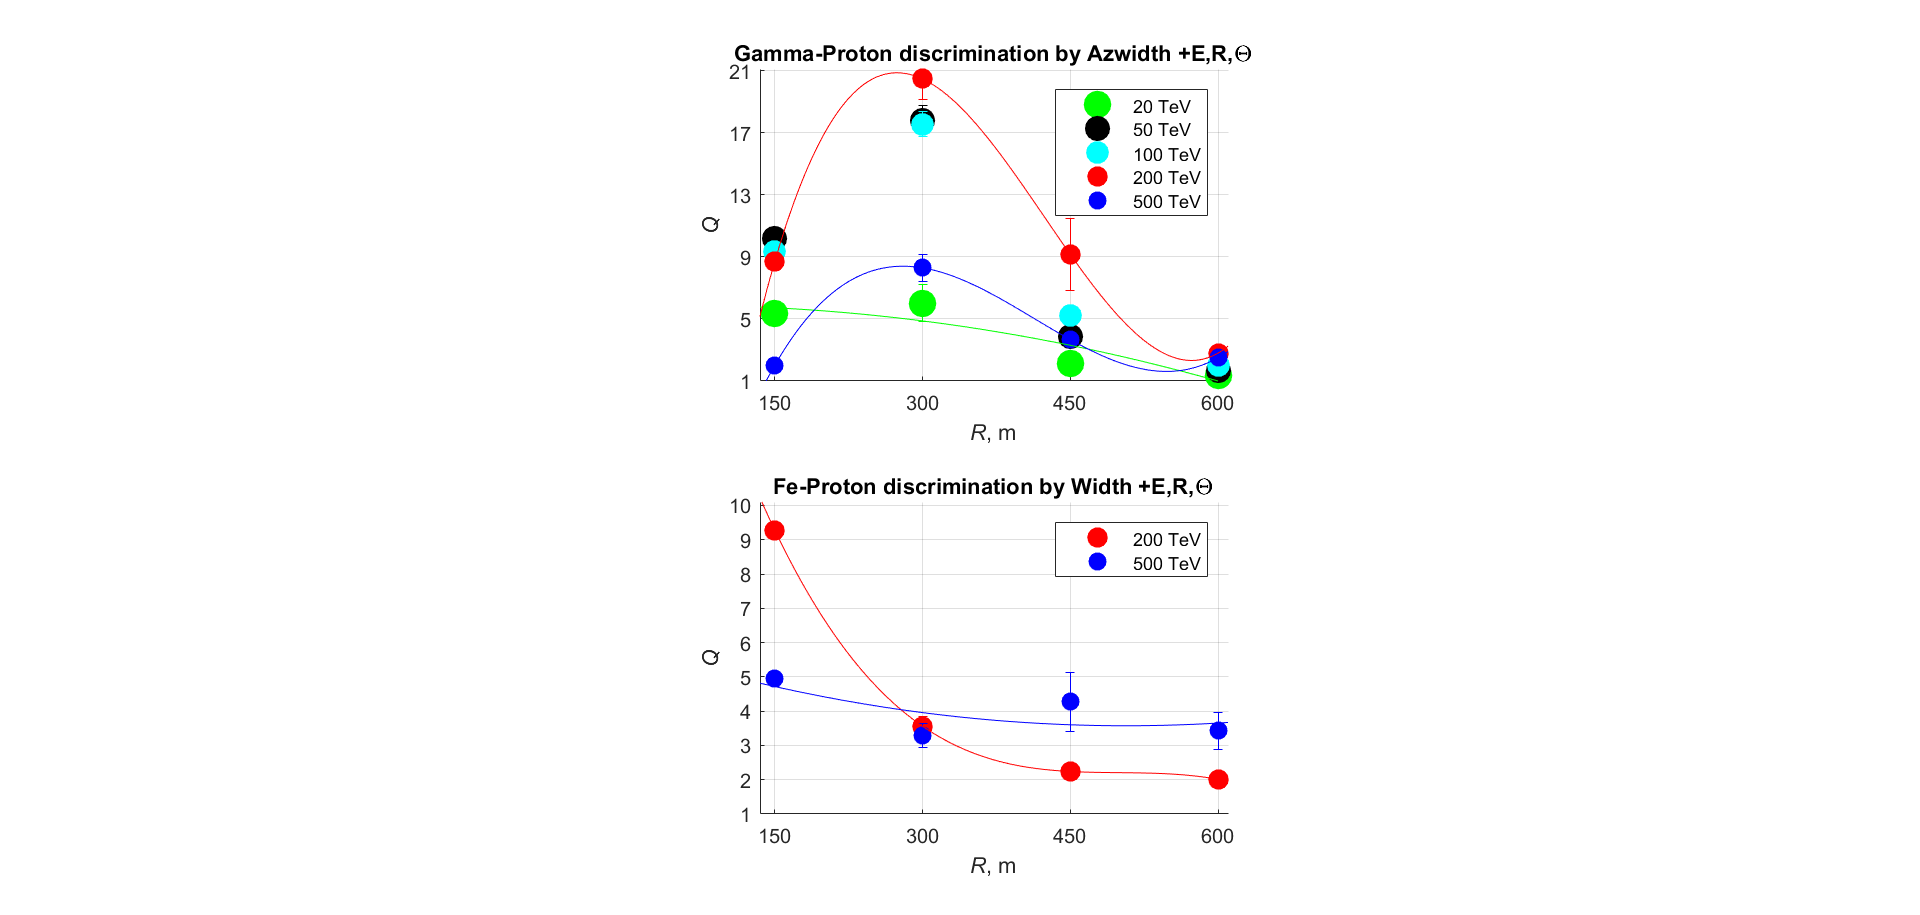 Gamma-Proton discrimination by Azwidth +E,R,Θ
21
17
13
9
5
1
Q
150 300 450 600
R, m
20 TeV
50 TeV
100 TeV
200 TeV
500 TeV
Fe-Proton discrimination by Width +E,R,Θ
10
9
8
7
6
5
4
3
2
1
Q
150 300 450 600
R, m
200 TeV
500 TeV